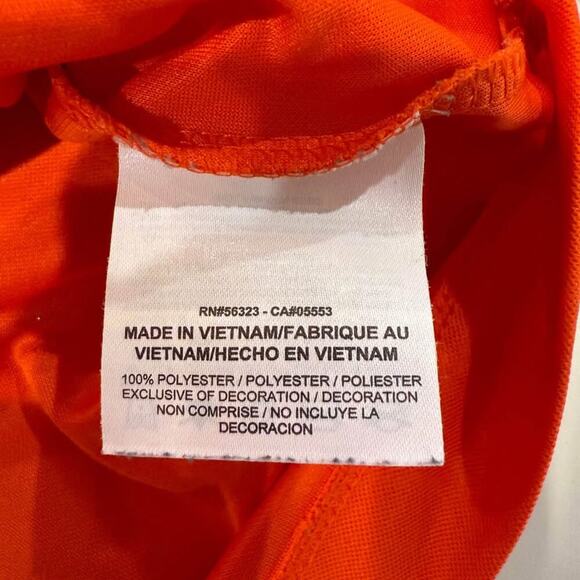 RN#56323 - CA#05553
MADE IN VIETNAM/FABRIQUE AU
VIETNAM/HECHO EN VIETNAM
100% POLYESTER / POLYESTER / POLIESTER
EXCLUSIVE OF DECORATION / DECORATION
NON COMPRISE / NO INCLUYE LA
DECORACION